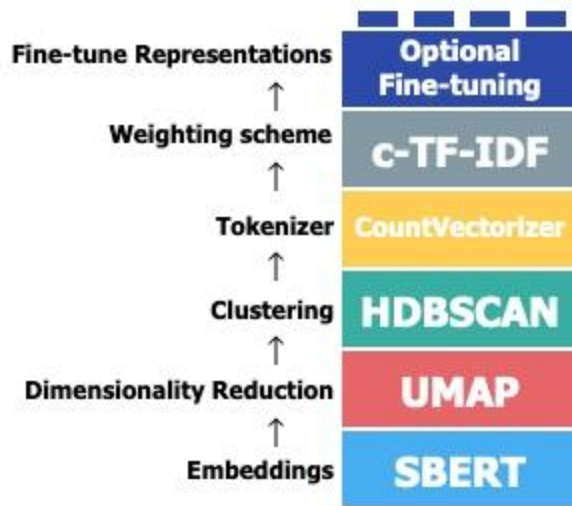 Fine-tune Representations
Optional
Fine-tuning
↑
Weighting scheme
c-TF-IDF
↑
Tokenizer
CountVectorizer
↑
Clustering
HDBSCAN
↑
Dimensionality Reduction
UMAP
↑
Embeddings
SBERT